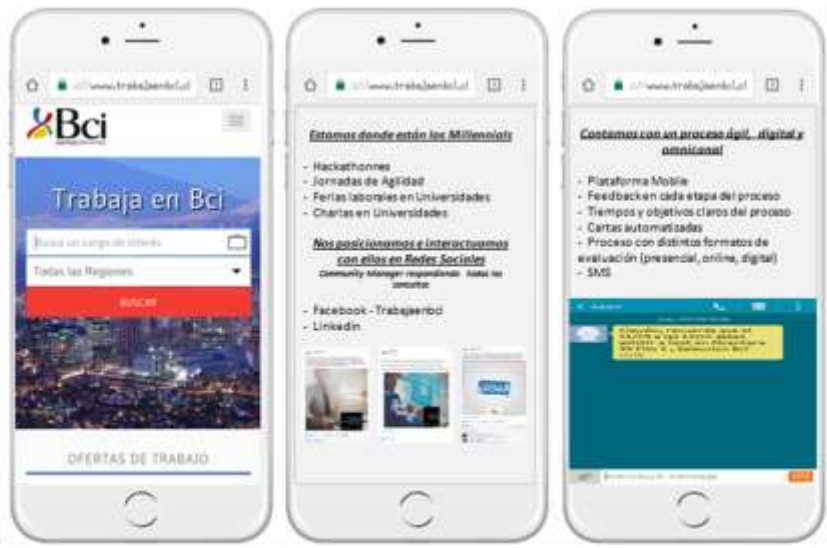 www.trabajaenbci.cl
Bci
Trabaja en Bci
Busca un cargo de interés
Todas las Regiones
BUSCAR
OFERTAS DE TRABAJO
www.trabajaenbci.cl
Estamos donde están los Millennials
- Hackathonnes
- Jornadas de Agilidad
- Ferias laborales en Universidades
- Charlas en Universidades
Nos posicionamos e interactuamos
con ellos en Redes Sociales
Community Manager respondiendo todas las
consultas
- Facebook - Trabajaenbci
- Linkedin
www.trabajaenbci.cl
Contamos con un proceso ágil, digital y
omnicanal
- Plataforma Mobile
- Feedback en cada etapa del proceso
- Tiempos y objetivos claros del proceso
- Cartas automatizadas
- Proceso con distintos formatos de
evaluación (presencial, online, digital)
- SMS